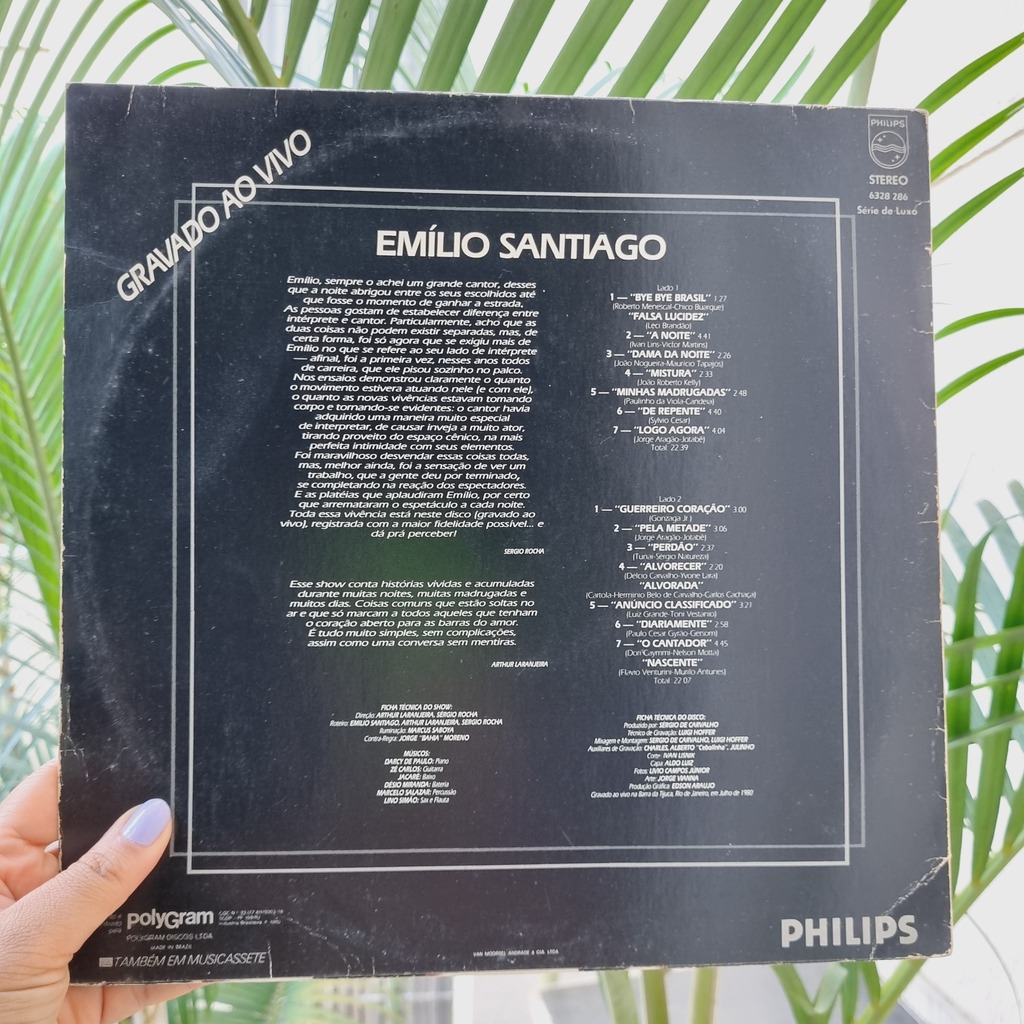 PHILIPS
STEREO
6328 286
Série de Luxo
GRAVADO AO VIVO
EMÍLIO SANTIAGO
Emílio, sempre o achei um grande cantor, desses
que a noite abrigou entre os seus escolhidos até
que fosse o momento de ganhar a estrada.
As pessoas gostam de estabelecer diferença entre
intérprete e cantor. Particularmente, acho que as
duas coisas não podem existir separadas, mas, de
certa forma, foi só agora que se exigiu mais de
Emílio no que se refere ao seu lado de intérprete
— afinal, foi a primeira vez, nesses anos todos
de carreira, que ele pisou sozinho no palco.
Nos ensaios demonstrou claramente o quanto
o movimento estivera atuando nele (e com ele),
o quanto as novas vivências estavam tomando
corpo e tornando-se evidentes: o cantor havia
adquirido uma maneira muito especial
de interpretar, de causar inveja a muito ator,
tirando proveito do espaço cênico, na mais
perfeita intimidade com seus elementos.
Foi maravilhoso desvendar essas coisas todas,
mas, melhor ainda, foi a sensação de ver um
trabalho, que a gente deu por terminado,
se completando na reação dos espectadores.
E as platéias que aplaudiram Emílio, por certo
que arremataram o espetáculo a cada noite.
Toda essa vivência está neste disco (gravado ao
vivo), registrada com a maior fidelidade possível... e
dá prá perceber!
SERGIO ROCHA
Esse show conta histórias vividas e acumuladas
durante muitas noites, muitas madrugadas e
muitos dias. Coisas comuns que estão soltas no
ar e que só marcam a todos aqueles que tenham
o coração aberto para as barras do amor.
É tudo muito simples, sem complicações,
assim como uma conversa sem mentiras.
ARTHUR LARANJEIRA
FICHA TÉCNICA DO SHOW:
Direção: ARTHUR LARANJEIRA, SÉRGIO ROCHA
Roteiro: EMILIO SANTIAGO, ARTHUR LARANJEIRA, SERGIO ROCHA
Iluminação: MARCUS SABOYA
Contra-Regra: JORGE "BAHIA" MORENO
MÚSICOS:
DARCY DE PAULO: Piano
ZÉ CARLOS: Guitarra
JACARÉ: Baixo
DÉSIO MIRANDA: Bateria
MARCELO SALAZAR: Percussão
LINO SIMÃO: Sax e Flauta
Lado 1
1 — "BYE BYE BRASIL" 1 27
(Roberto Menescal-Chico Buarque)
"FALSA LUCIDEZ"
(Leci Brandão)
2 — "A NOITE" 4 41
(Ivan Lins-Victor Martins)
3 — "DAMA DA NOITE" 2 26
(João Nogueira-Mauricio Tapajós)
4 — "MISTURA" 2 33
(João Roberto Kelly)
5 — "MINHAS MADRUGADAS" 2 48
(Paulinho da Viola-Candeia)
6 — "DE REPENTE" 4 40
(Sylvio Cesar)
7 — "LOGO AGORA" 4 04
(Jorge Aragão-Jotabê)
Total 22 39
Lado 2
1 — "GUERREIRO CORAÇÃO" 3 00
(Gonzaga Jr.)
2 — "PELA METADE" 3 06
(Jorge Aragão-Jotabê)
3 — "PERDÃO" 2 37
(Tunai-Sérgio Natureza)
4 — "ALVORECER" 2 20
(Délcio Carvalho-Yvone Lara)
"ALVORADA"
(Cartola-Herminio Belo de Carvalho-Carlos Cachaça)
5 — "ANÚNCIO CLASSIFICADO" 3 21
(Luiz Grande-Toni Vestanio)
6 — "DIARIAMENTE" 2 58
(Paulo Cesar Gyrão-Gensom)
7 — "O CANTADOR" 4 45
(Dori Caymmi-Nelson Motta)
"NASCENTE"
(Flavio Venturini-Murilo Antunes)
Total 22 07
FICHA TÉCNICA DO DISCO:
Produzido por: SÉRGIO DE CARVALHO
Técnico de Gravação: LUIGI HOFFER
Mixagem e Montagem: SERGIO DE CARVALHO, LUIGI HOFFER
Auxiliares de Gravação: CHARLES, ALBERTO "Cebolinha", JULINHO
Corte: IVAN LISNIK
Capa: ALDO LUIZ
Fotos: LIVIO CAMPOS JÚNIOR
Arte: JORGE VIANNA
Produção Gráfica: EDSON ARAUJO
Gravado ao vivo na Barra da Tijuca, Rio de Janeiro, em Julho de 1980
polyGram
POLYGRAM DISCOS LTDA
MADE IN BRAZIL
TAMBÉM EM MUSICASSETE
VAN MOORSEL ANDRADE & CIA. LTDA
PHILIPS